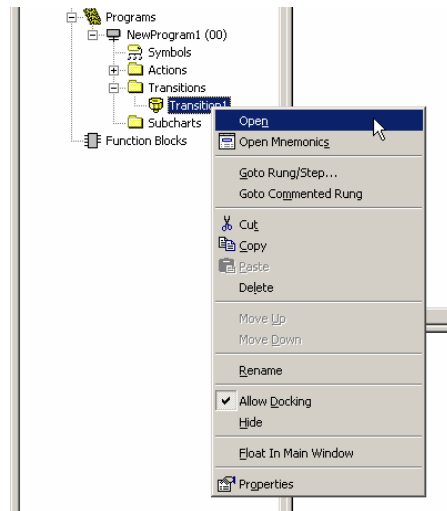 Programs
NewProgram1 (00)
Symbols
Actions
Transitions
Transition1
Subcharts
Function Blocks
Open
Open Mnemonics
Goto Rung/Step...
Goto Commented Rung
Cut
Copy
Paste
Delete
Move Up
Move Down
Rename
Allow Docking
Hide
Float In Main Window
Properties